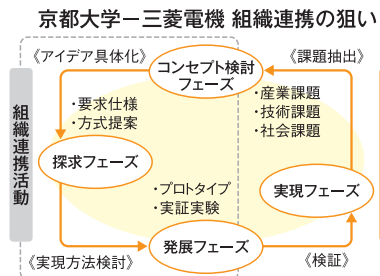 京都大学－三菱電機 組織連携の狙い
《アイデア具体化》
コンセプト検討
フェーズ
《課題抽出》
・要求仕様
・方式提案
・産業課題
・技術課題
・社会課題
組織連携活動
探求フェーズ
・プロトタイプ
・実証実験
実現フェーズ
《実現方法検討》
発展フェーズ
《検証》